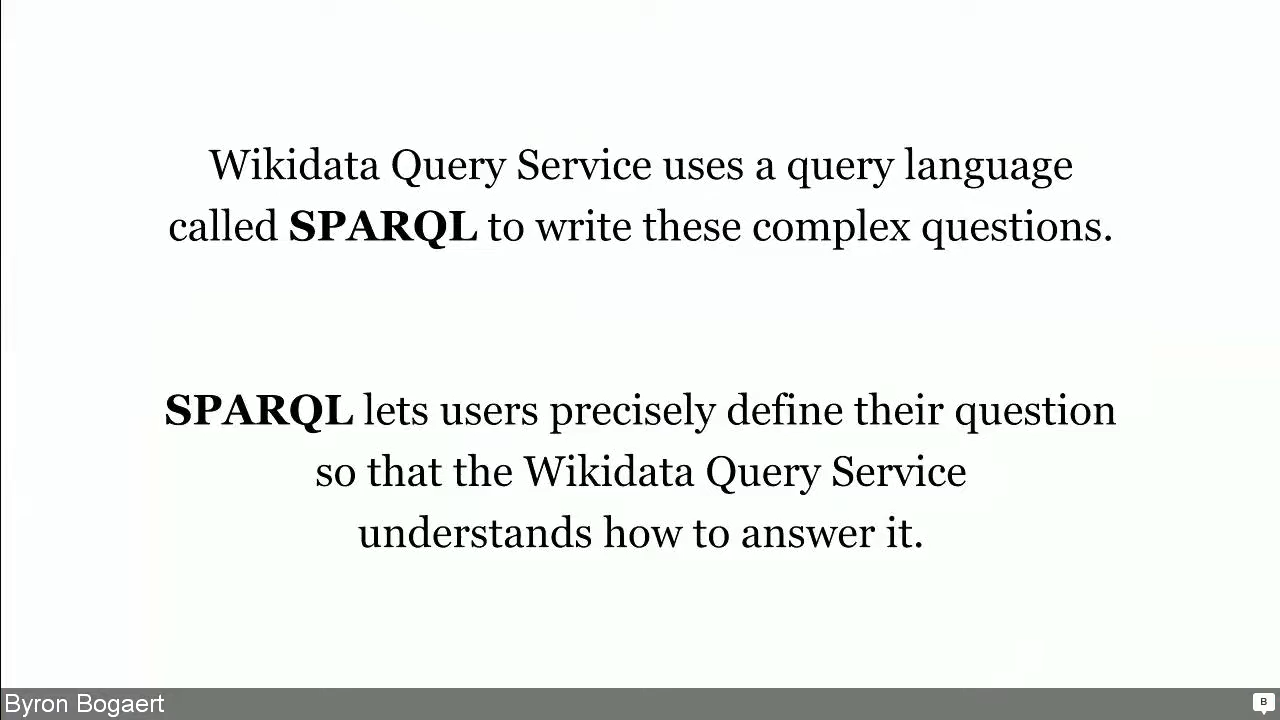 Wikidata Query Service uses a query language
called SPARQL to write these complex questions.
SPARQL lets users precisely define their question
so that the Wikidata Query Service
understands how to answer it.
Byron Bogaert
B